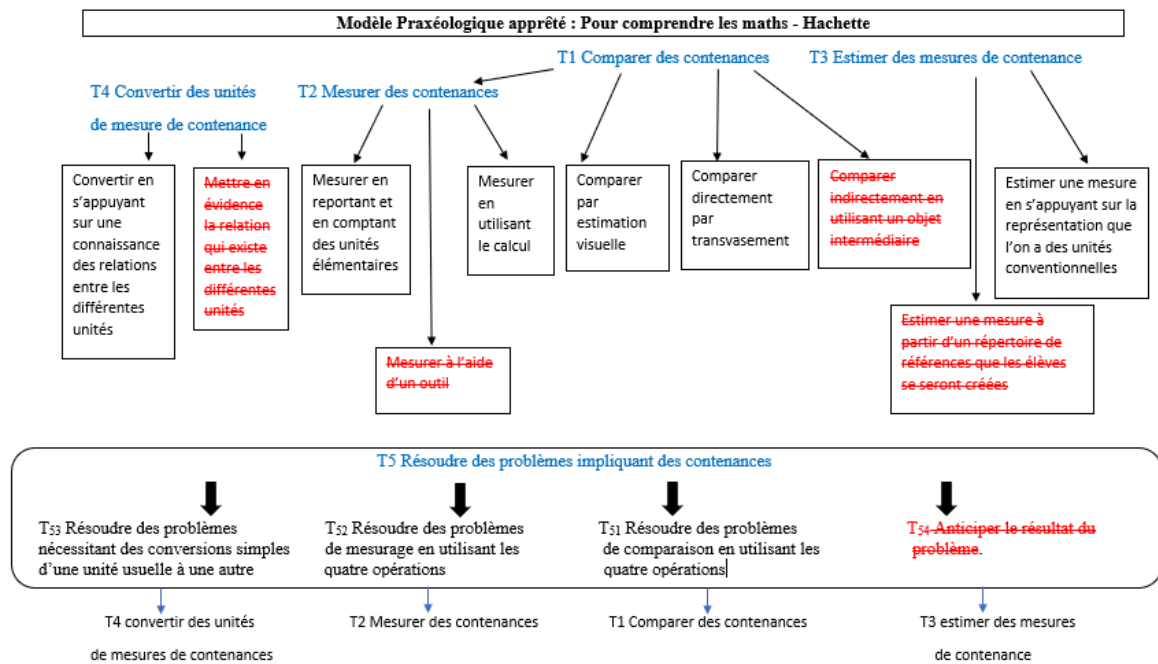 Modèle Praxéologique apprêté : Pour comprendre les maths - Hachette
T1 Comparer des contenances
T3 Estimer des mesures de contenance
T4 Convertir des unités
de mesure de contenance
T2 Mesurer des contenances
Convertir en
s'appuyant
sur une
connaissance
des relations
entre les
différentes
unités
Mettre en
évidence
la relation
qui existe
entre les
différentes
unités
Mesurer en
reportant et
en comptant
des unités
élémentaires
Mesurer
en
utilisant
le calcul
Comparer
par
estimation
visuelle
Comparer
directement
par
transvasement
Comparer
indirectement en
utilisant un objet
intermédiaire
Estimer une mesure
en s'appuyant sur la
représentation que
l'on a des unités
conventionnelles
Mesurer à l'aide
d'un outil
Estimer une mesure à
partir d'un répertoire de
références que les élèves
se seront créées
T5 Résoudre des problèmes impliquant des contenances
T53 Résoudre des problèmes
nécessitant des conversions simples
d'une unité usuelle à une autre
T52 Résoudre des problèmes
de mesurage en utilisant les
quatre opérations
T51 Résoudre des problèmes
de comparaison en utilisant les
quatre opérations
T54 Anticiper le résultat du
problème.
T4 convertir des unités
de mesures de contenances
T2 Mesurer des contenances
T1 Comparer des contenances
T3 estimer des mesures
de contenance